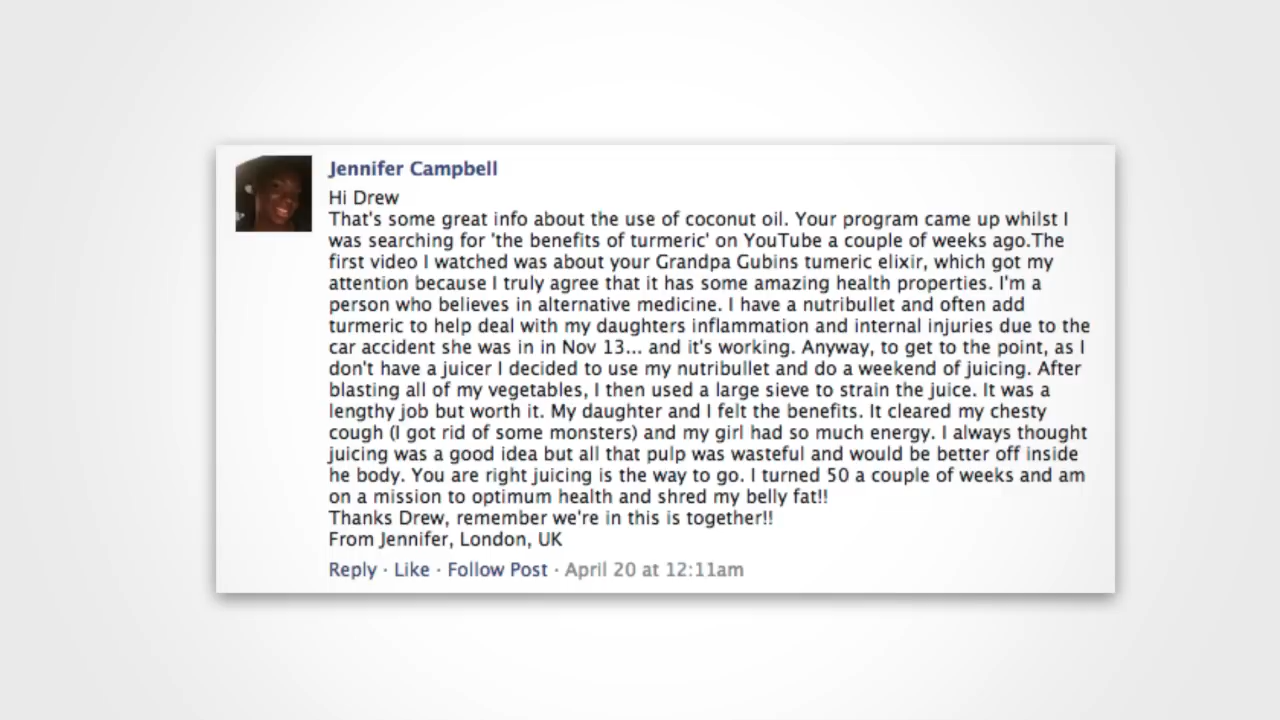 Jennifer Campbell
Hi Drew
That's some great info about the use of coconut oil. Your program came up whilst I
was searching for 'the benefits of turmeric' on YouTube a couple of weeks ago.The
first video I watched was about your Grandpa Gubins tumeric elixir, which got my
attention because I truly agree that it has some amazing health properties. I'm a
person who believes in alternative medicine. I have a nutribullet and often add
turmeric to help deal with my daughters inflammation and internal injuries due to the
car accident she was in in Nov 13... and it's working. Anyway, to get to the point, as I
don't have a juicer I decided to use my nutribullet and do a weekend of juicing. After
blasting all of my vegetables, I then used a large sieve to strain the juice. It was a
lengthy job but worth it. My daughter and I felt the benefits. It cleared my chesty
cough (I got rid of some monsters) and my girl had so much energy. I always thought
juicing was a good idea but all that pulp was wasteful and would be better off inside
he body. You are right juicing is the way to go. I turned 50 a couple of weeks and am
on a mission to optimum health and shred my belly fat!!
Thanks Drew, remember we're in this is together!!
From Jennifer, London, UK
Reply · Like · Follow Post · April 20 at 12:11am